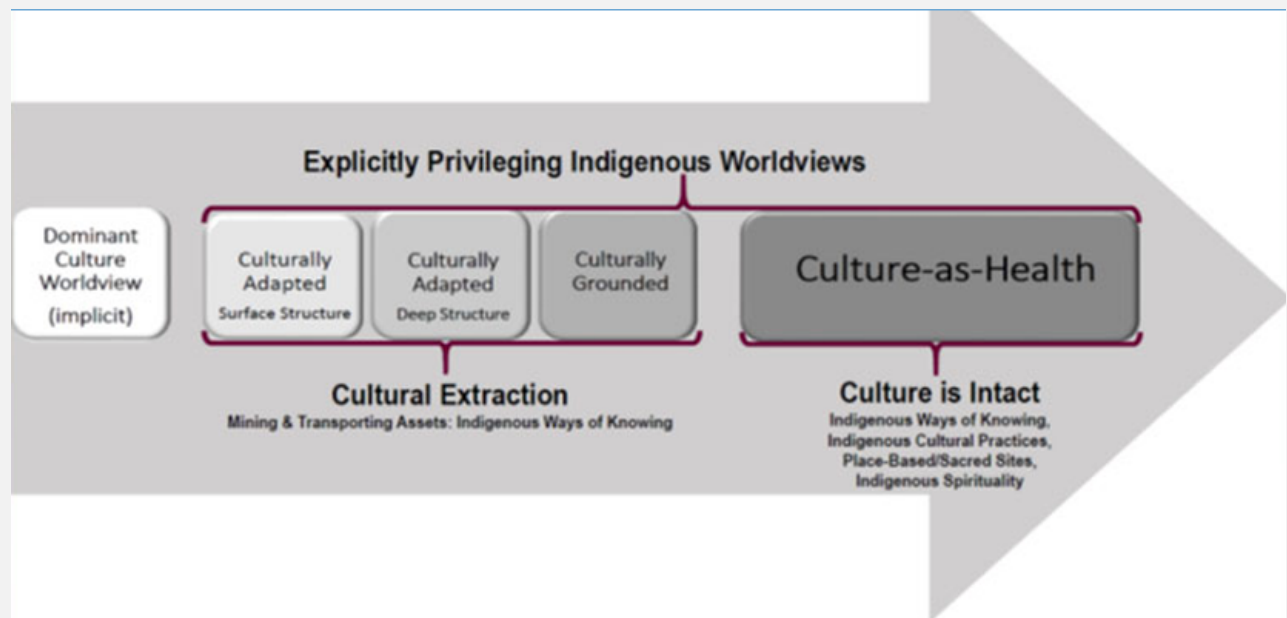 Explicitly Privileging Indigenous Worldviews
Dominant
Culture
Worldview
(implicit)
Culturally
Adapted
Surface Structure
Culturally
Adapted
Deep Structure
Culturally
Grounded
Culture-as-Health
Cultural Extraction
Mining & Transporting Assets: Indigenous Ways of Knowing
Culture is Intact
Indigenous Ways of Knowing,
Indigenous Cultural Practices,
Place-Based/Sacred Sites,
Indigenous Spirituality